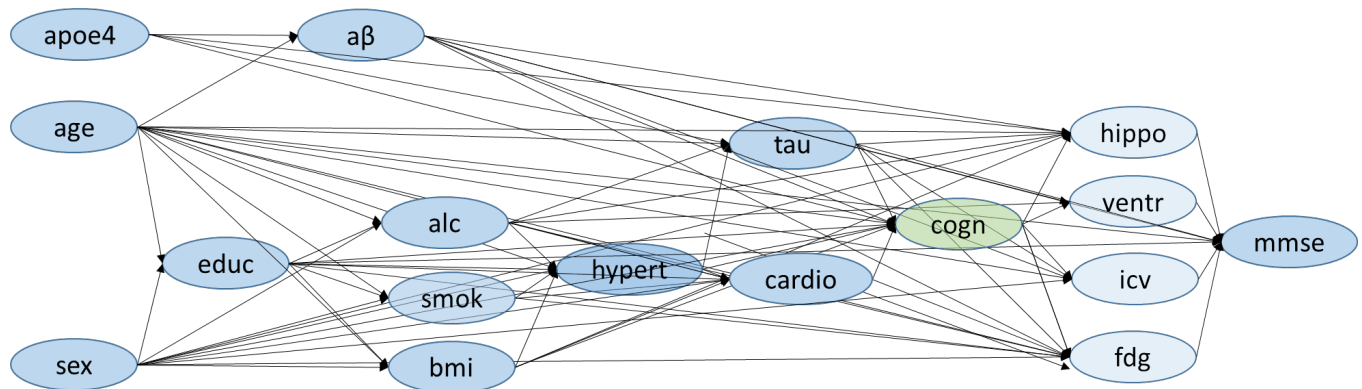 apoe4
aβ
age
tau
hippo
alc
cogn
ventr
educ
hypert
mmse
smok
cardio
icv
sex
bmi
fdg